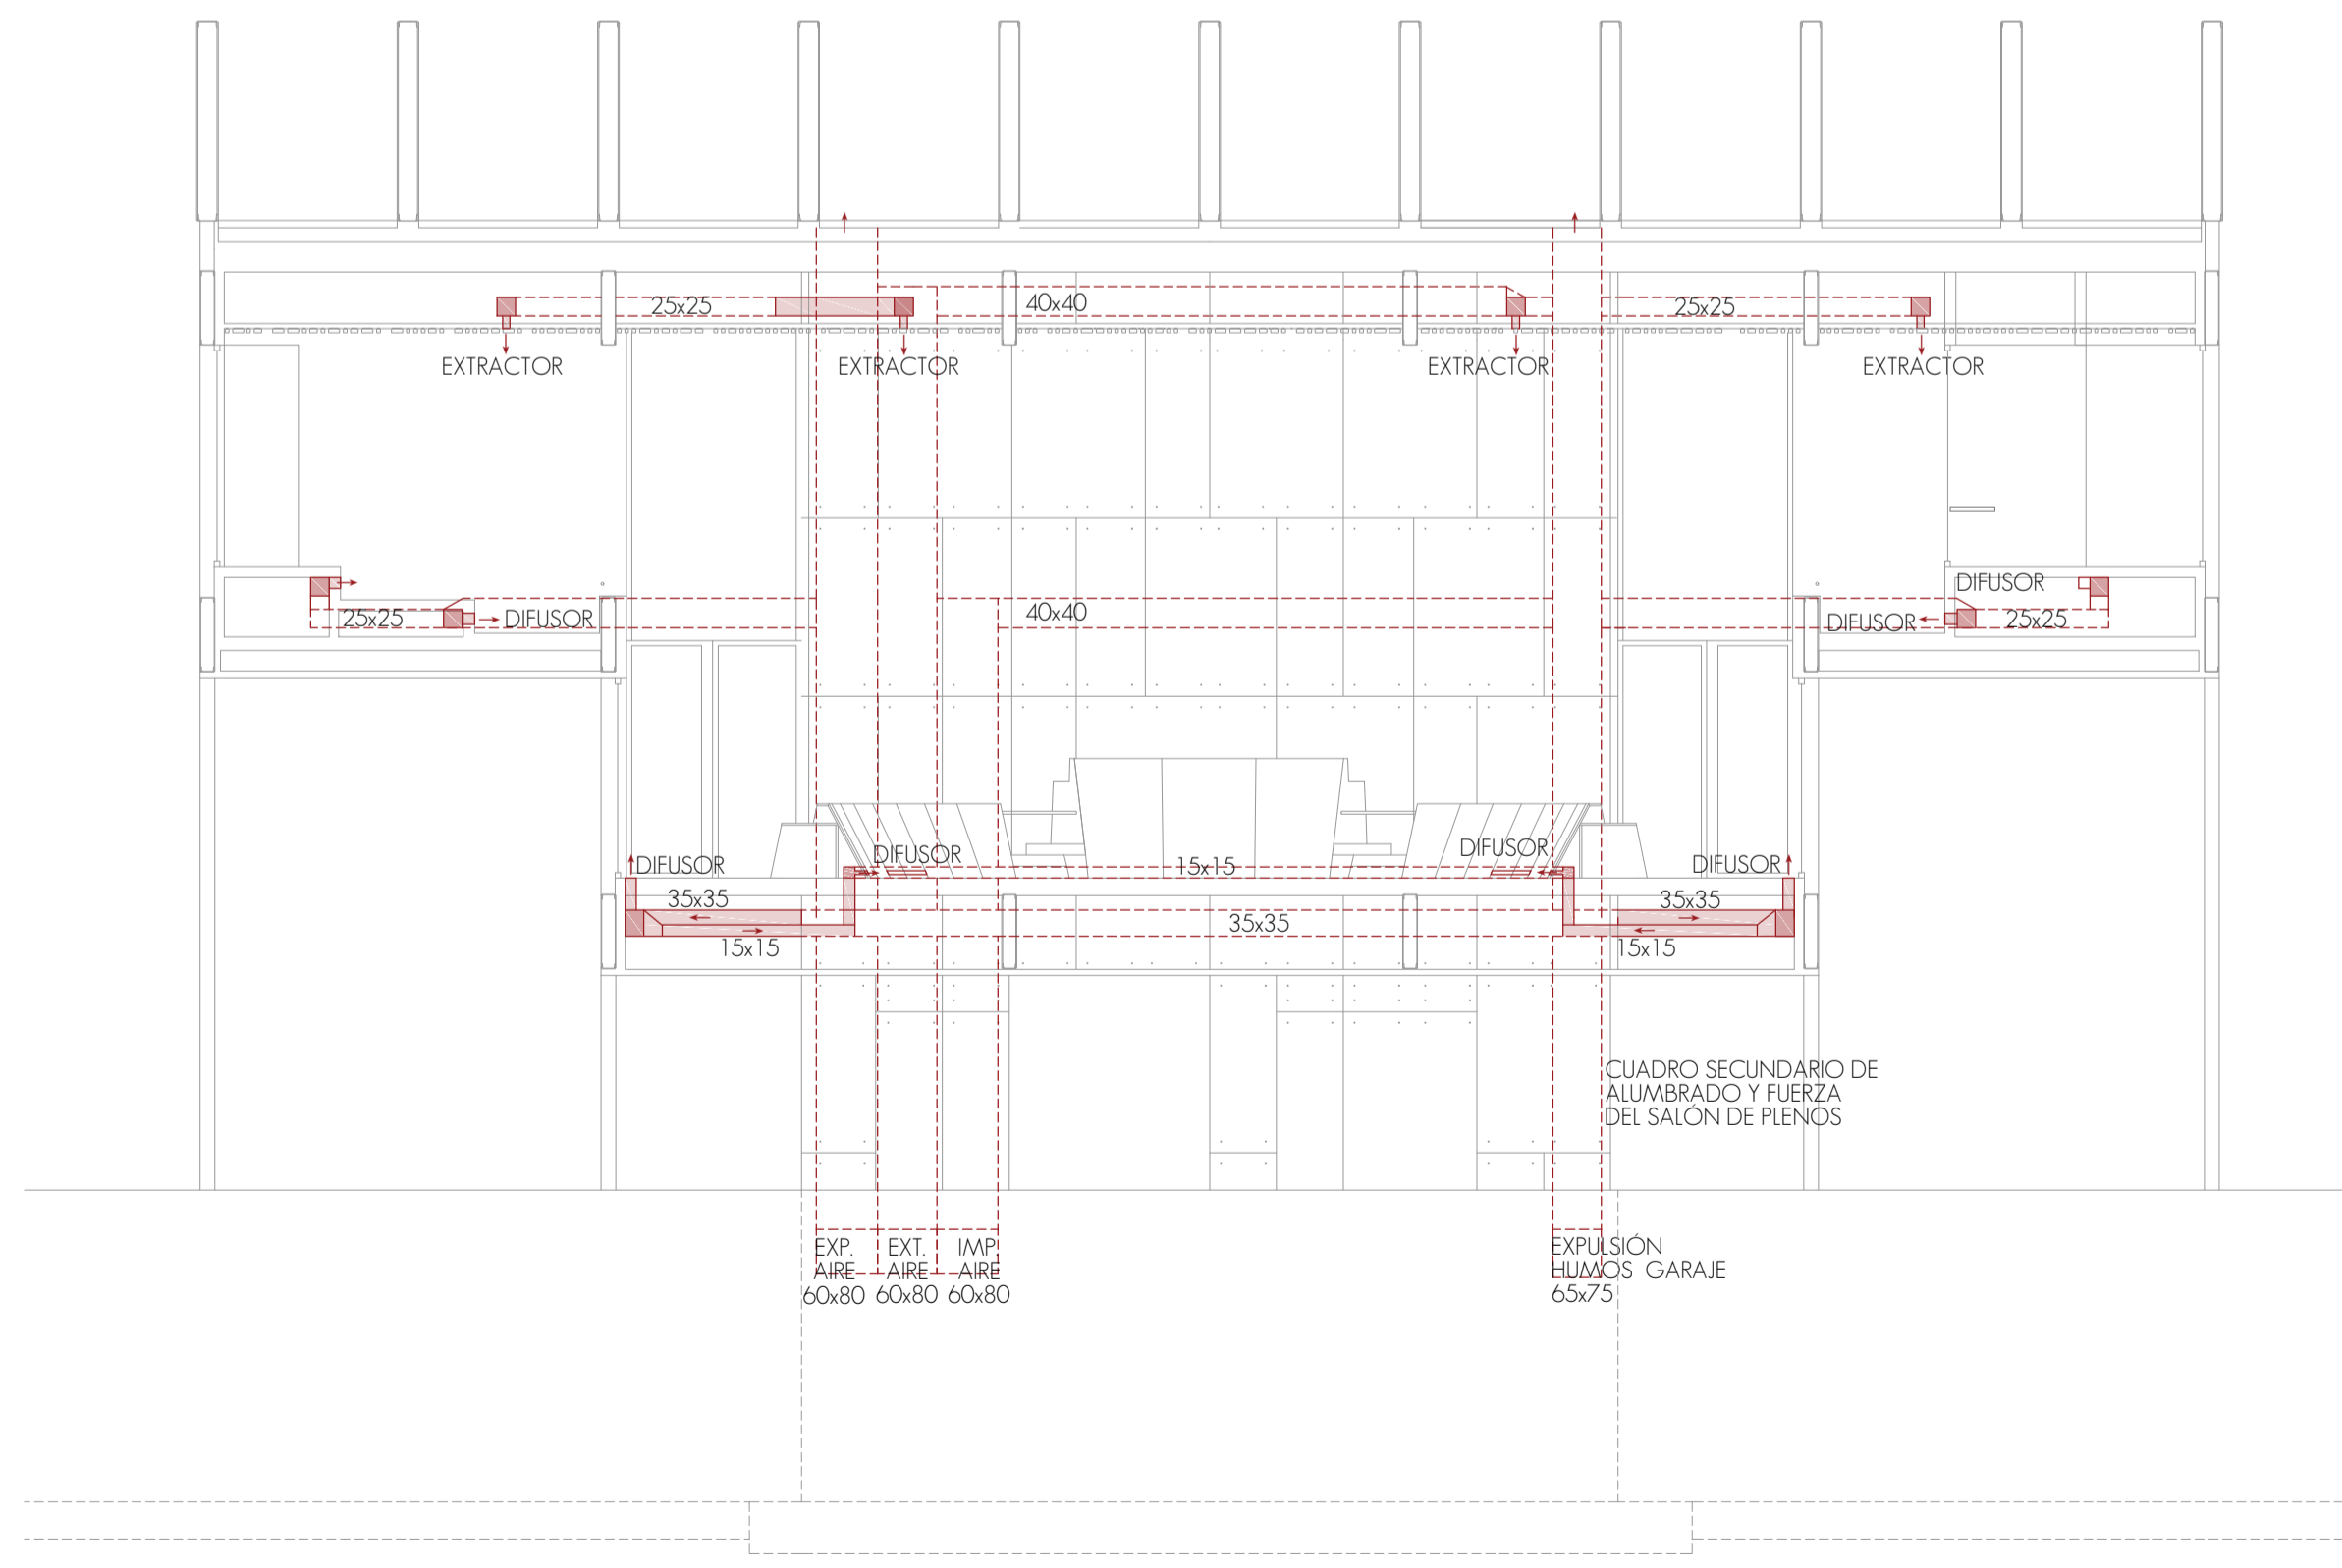 25x25
40x40
25x25
EXTRACTOR
EXTRACTOR
EXTRACTOR
EXTRACTOR
DIFUSOR
25x25
DIFUSOR
40x40
DIFUSOR
25x25
DIFUSOR
DIFUSOR
15x15
DIFUSOR
DIFUSOR
35x35
35x35
35x35
15x15
15x15
CUADRO SECUNDARIO DE
ALUMBRADO Y FUERZA
DEL SALÓN DE PLENOS
EXP.
AIRE
60x80
EXT.
AIRE
60x80
IMP.
AIRE
60x80
EXPULSIÓN
HUMOS GARAJE
65x75